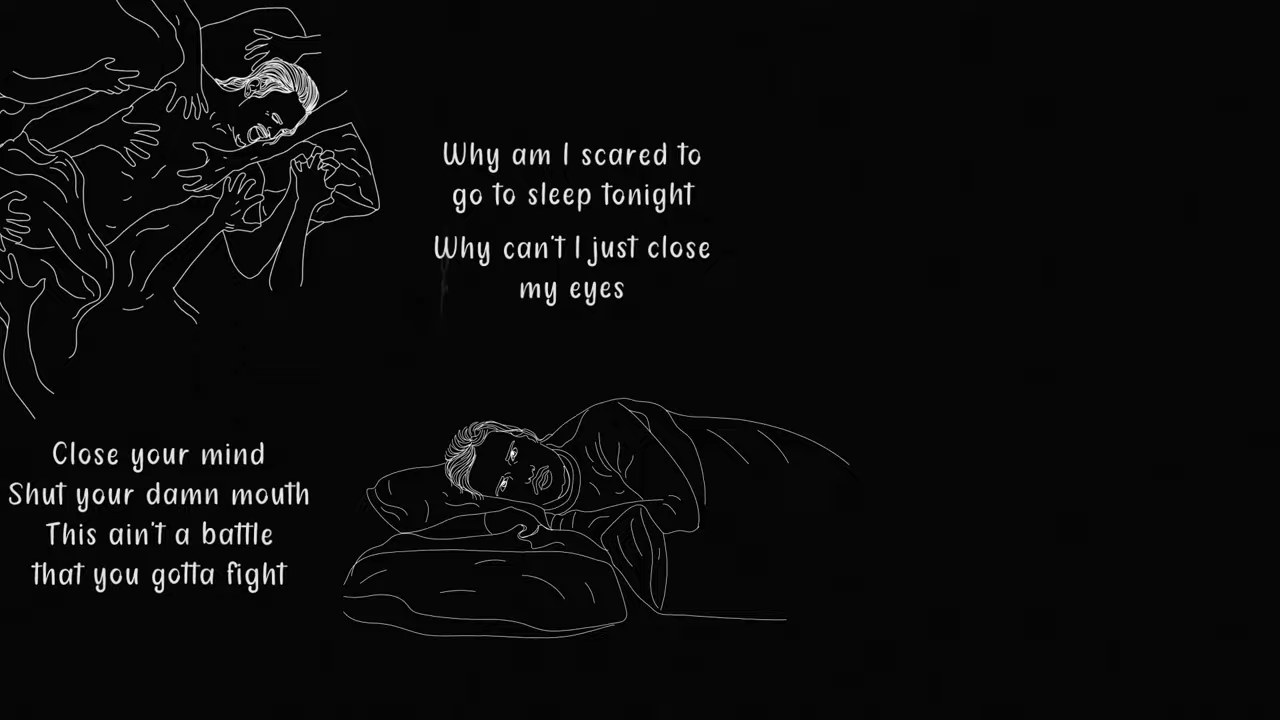 Why am I scared to
go to sleep tonight
Why can't I just close
my eyes
Close your mind
Shut your damn mouth
This ain't a battle
that you gotta fight